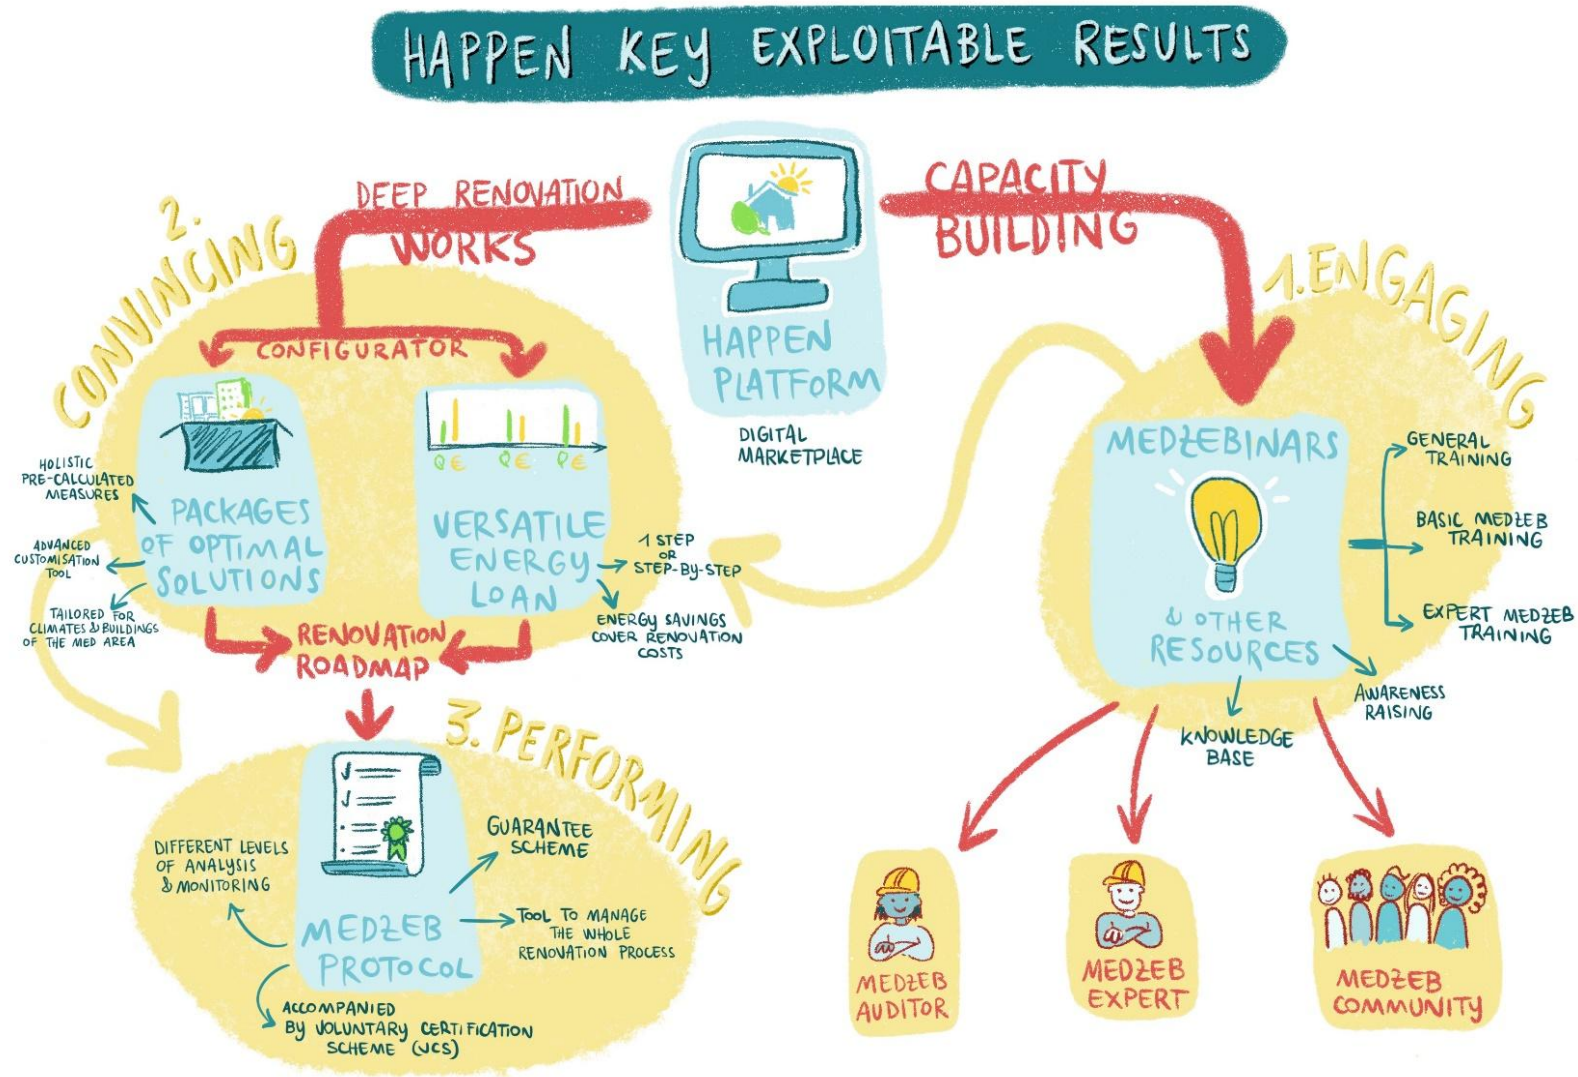 HAPPEN KEY EXPLOITABLE RESULTS
DEEP RENOVATION
WORKS
CAPACITY
BUILDING
HAPPEN
PLATFORM
DIGITAL
MARKETPLACE
1. ENGAGING
MEDZEBINARS
& OTHER
RESOURCES
GENERAL
TRAINING
BASIC MEDZEB
TRAINING
EXPERT MEDZEB
TRAINING
AWARENESS
RAISING
KNOWLEDGE
BASE
MEDZEB
AUDITOR
MEDZEB
EXPERT
MEDZEB
COMMUNITY
2.
CONVINCING
CONFIGURATOR
PACKAGES
OF OPTIMAL
SOLUTIONS
HOLISTIC
PRE-CALCULATED
MEASURES
ADVANCED
CUSTOMISATION
TOOL
TAILORED FOR
CLIMATES & BUILDINGS
OF THE MED AREA
€ € €
VERSATILE
ENERGY
LOAN
1 STEP
OR
STEP-BY-STEP
ENERGY SAVINGS
COVER RENOVATION
COSTS
RENOVATION
ROADMAP
3. PERFORMING
MEDZEB
PROTOCOL
DIFFERENT LEVELS
OF ANALYSIS
& MONITORING
GUARANTEE
SCHEME
TOOL TO MANAGE
THE WHOLE
RENOVATION PROCESS
ACCOMPANIED
BY VOLUNTARY CERTIFICATION
SCHEME (VCS)